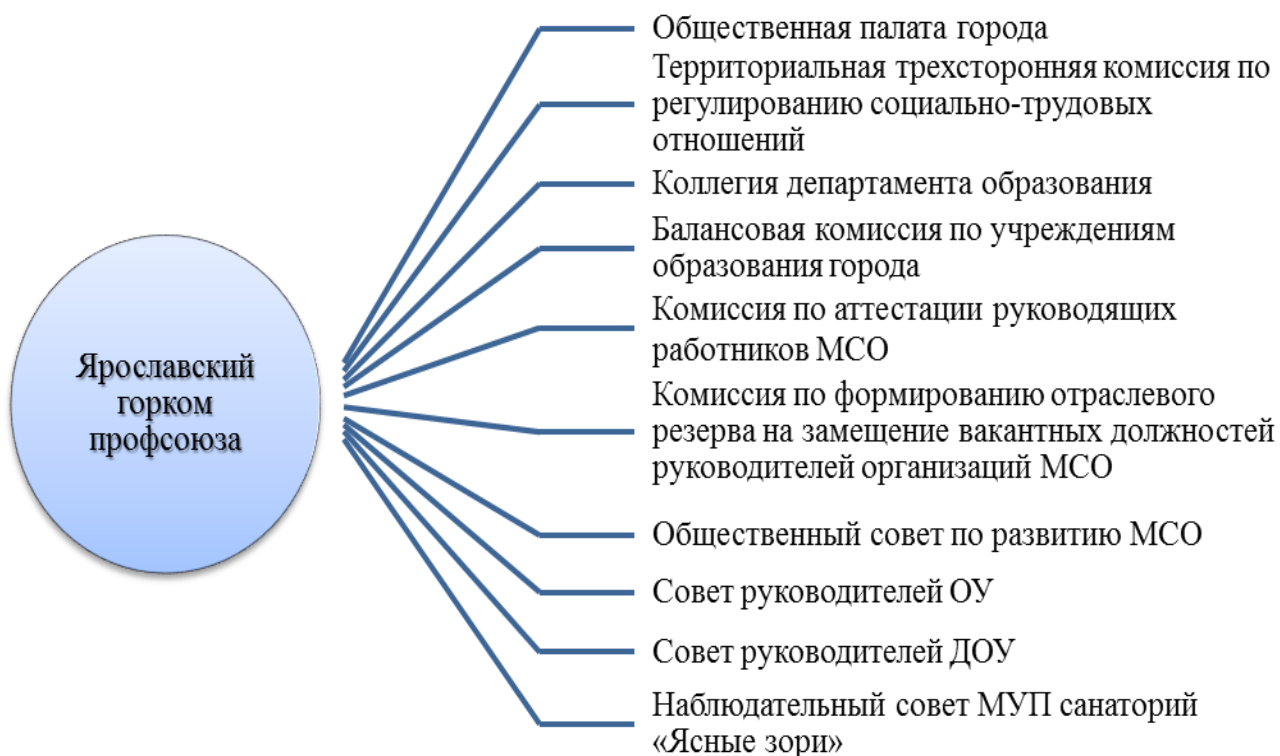 Ярославский
горком
профсоюза
Общественная палата города
Территориальная трехсторонняя комиссия по
регулированию социально-трудовых
отношений
Коллегия департамента образования
Балансовая комиссия по учреждениям
образования города
Комиссия по аттестации руководящих
работников МСО
Комиссия по формированию отраслевого
резерва на замещение вакантных должностей
руководителей организаций МСО
Общественный совет по развитию МСО
Совет руководителей ОУ
Совет руководителей ДОУ
Наблюдательный совет МУП санаторий
«Ясные зори»